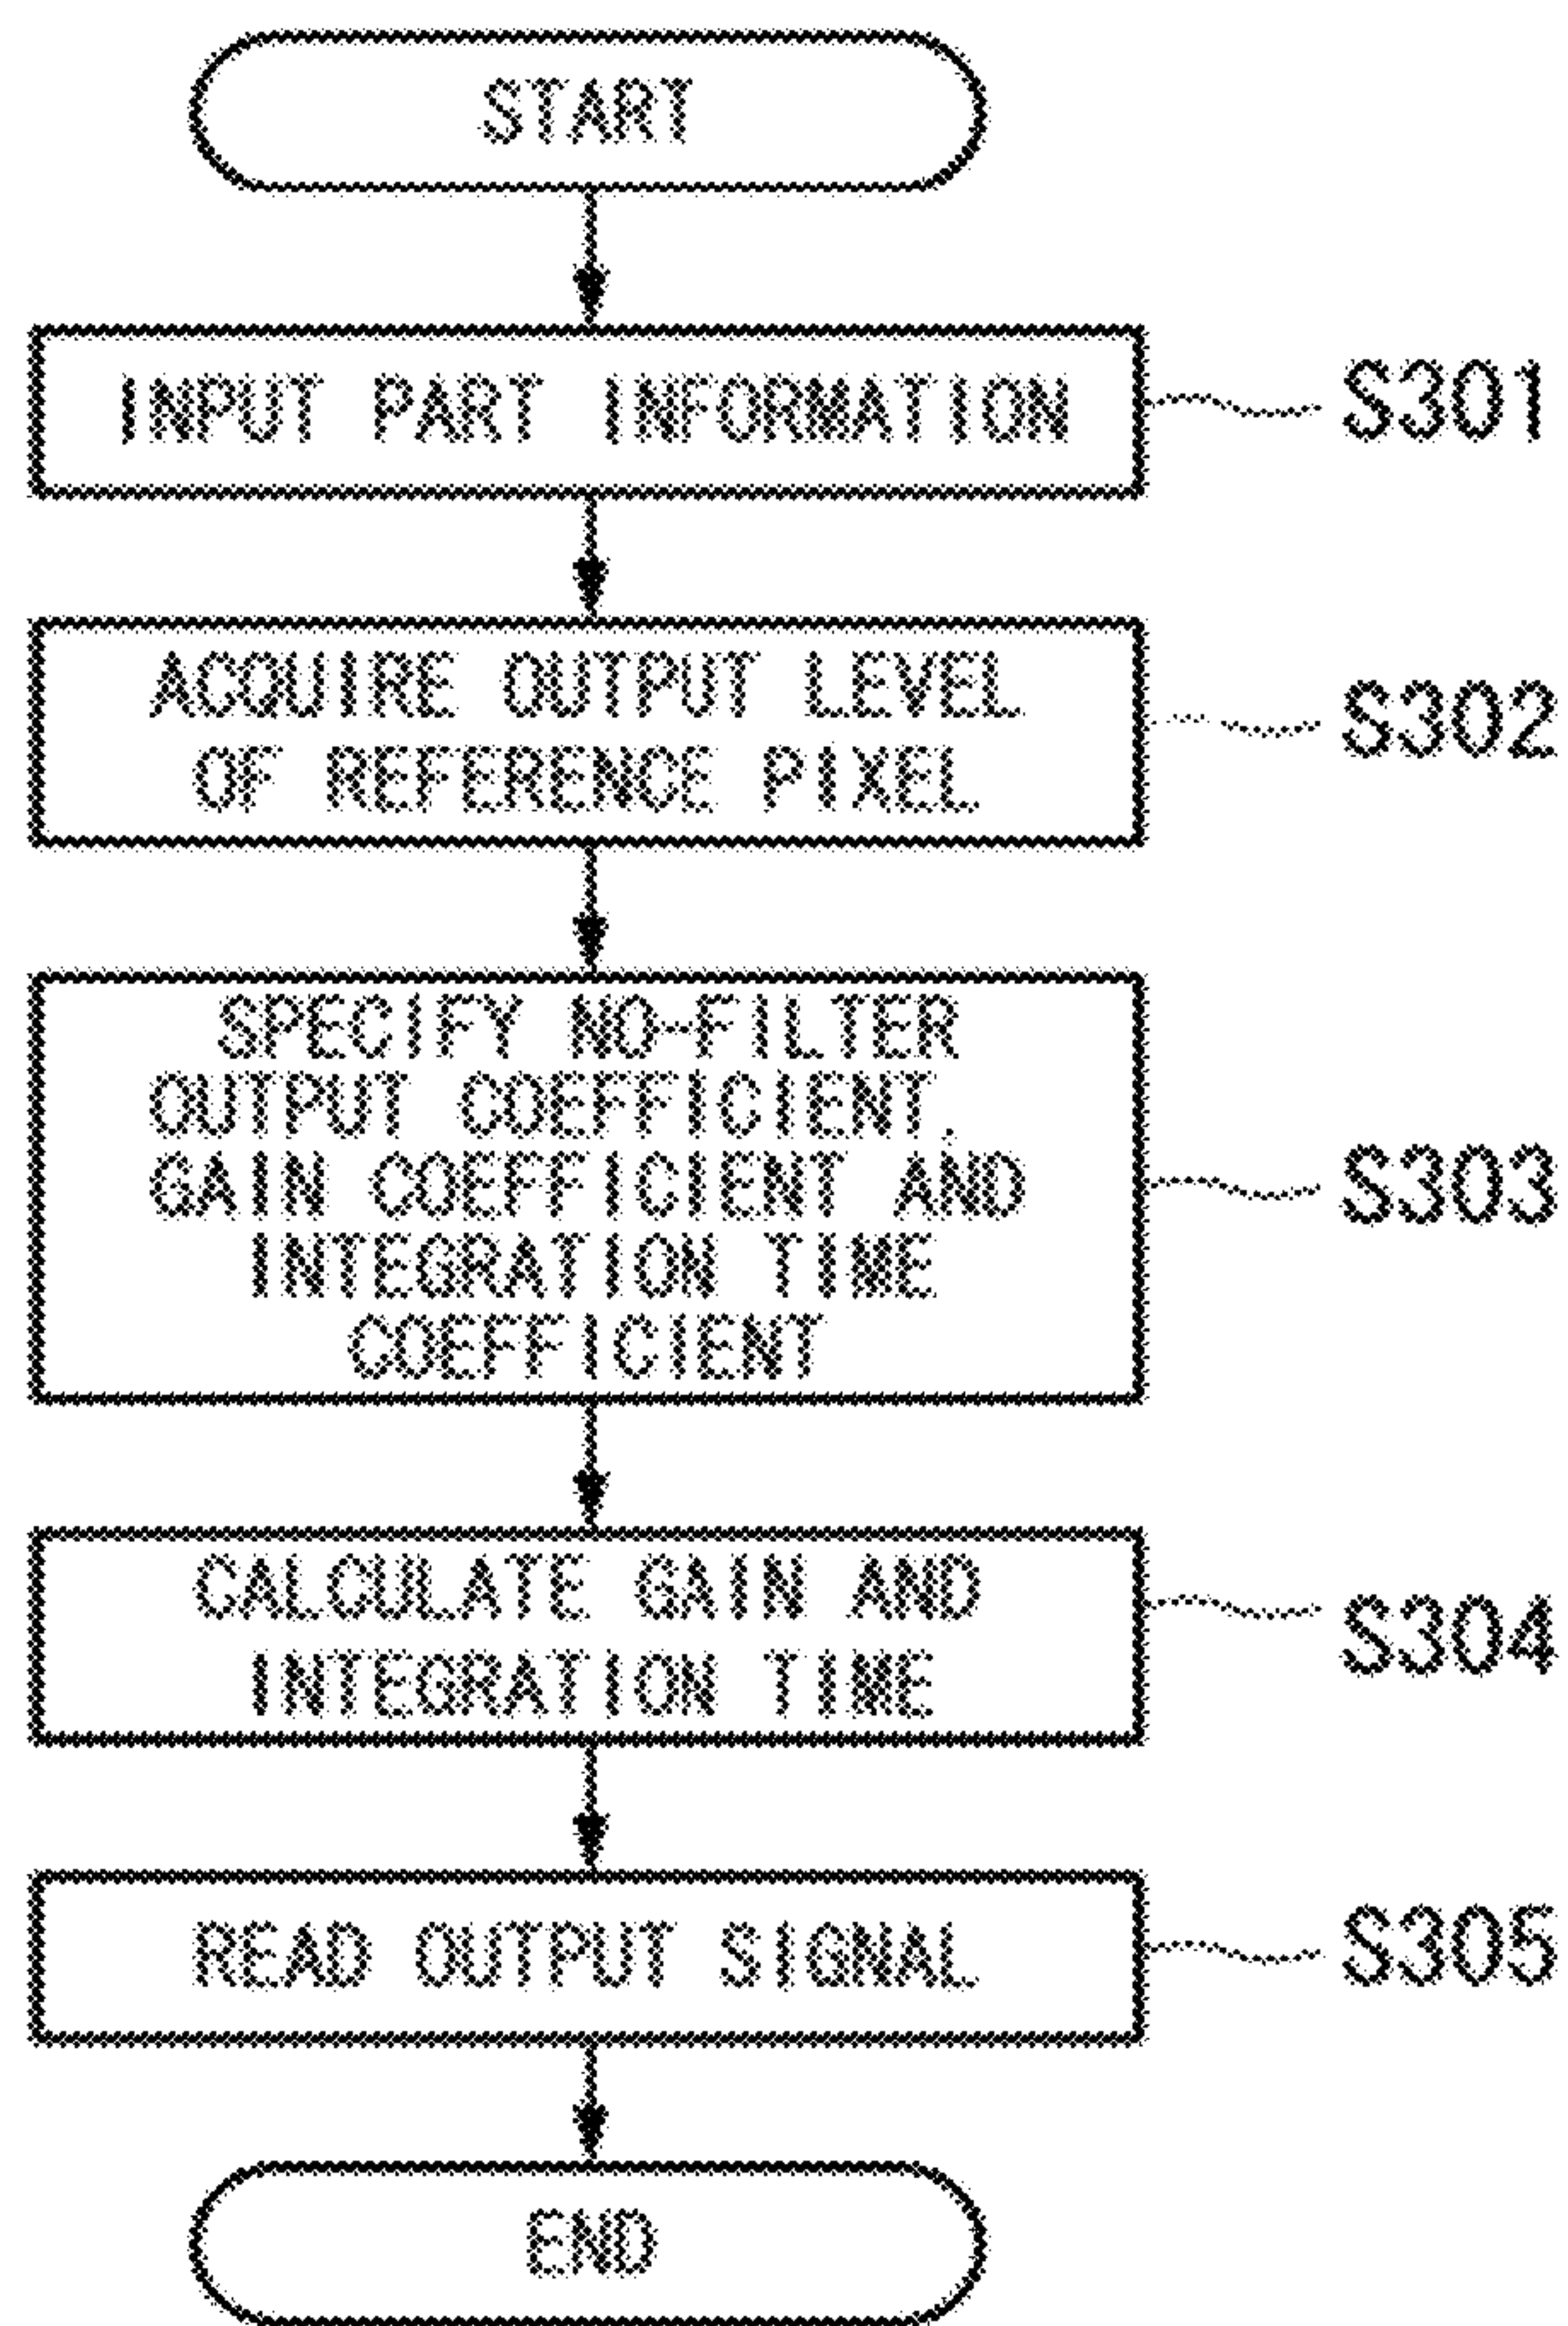 START
INPUT PART INFORMATION
S301
ACQUIRE OUTPUT LEVEL
OF REFERENCE PIXEL
S302
SPECIFY NO-FILTER
OUTPUT COEFFICIENT,
GAIN COEFFICIENT AND
INTEGRATION TIME
COEFFICIENT
S303
CALCULATE GAIN AND
INTEGRATION TIME
S304
READ OUTPUT SIGNAL
S305
END